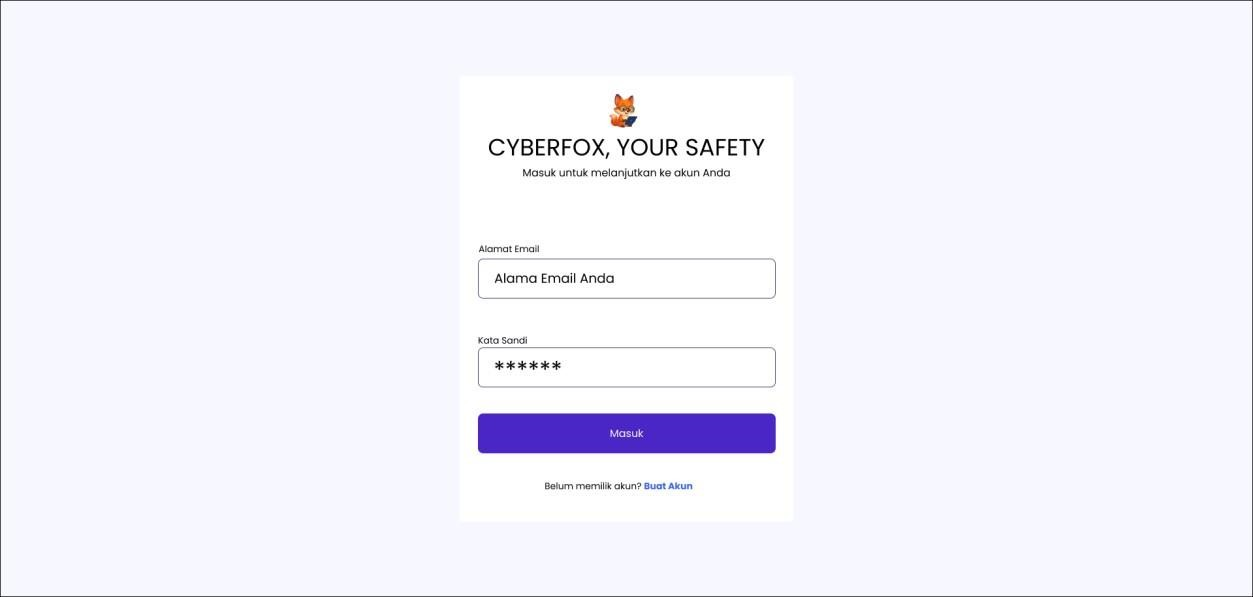 CYBERFOX, YOUR SAFETY
Masuk untuk melanjutkan ke akun Anda
Alamat Email
Alama Email Anda
Kata Sandi
******
Masuk
Belum memilik akun? Buat Akun